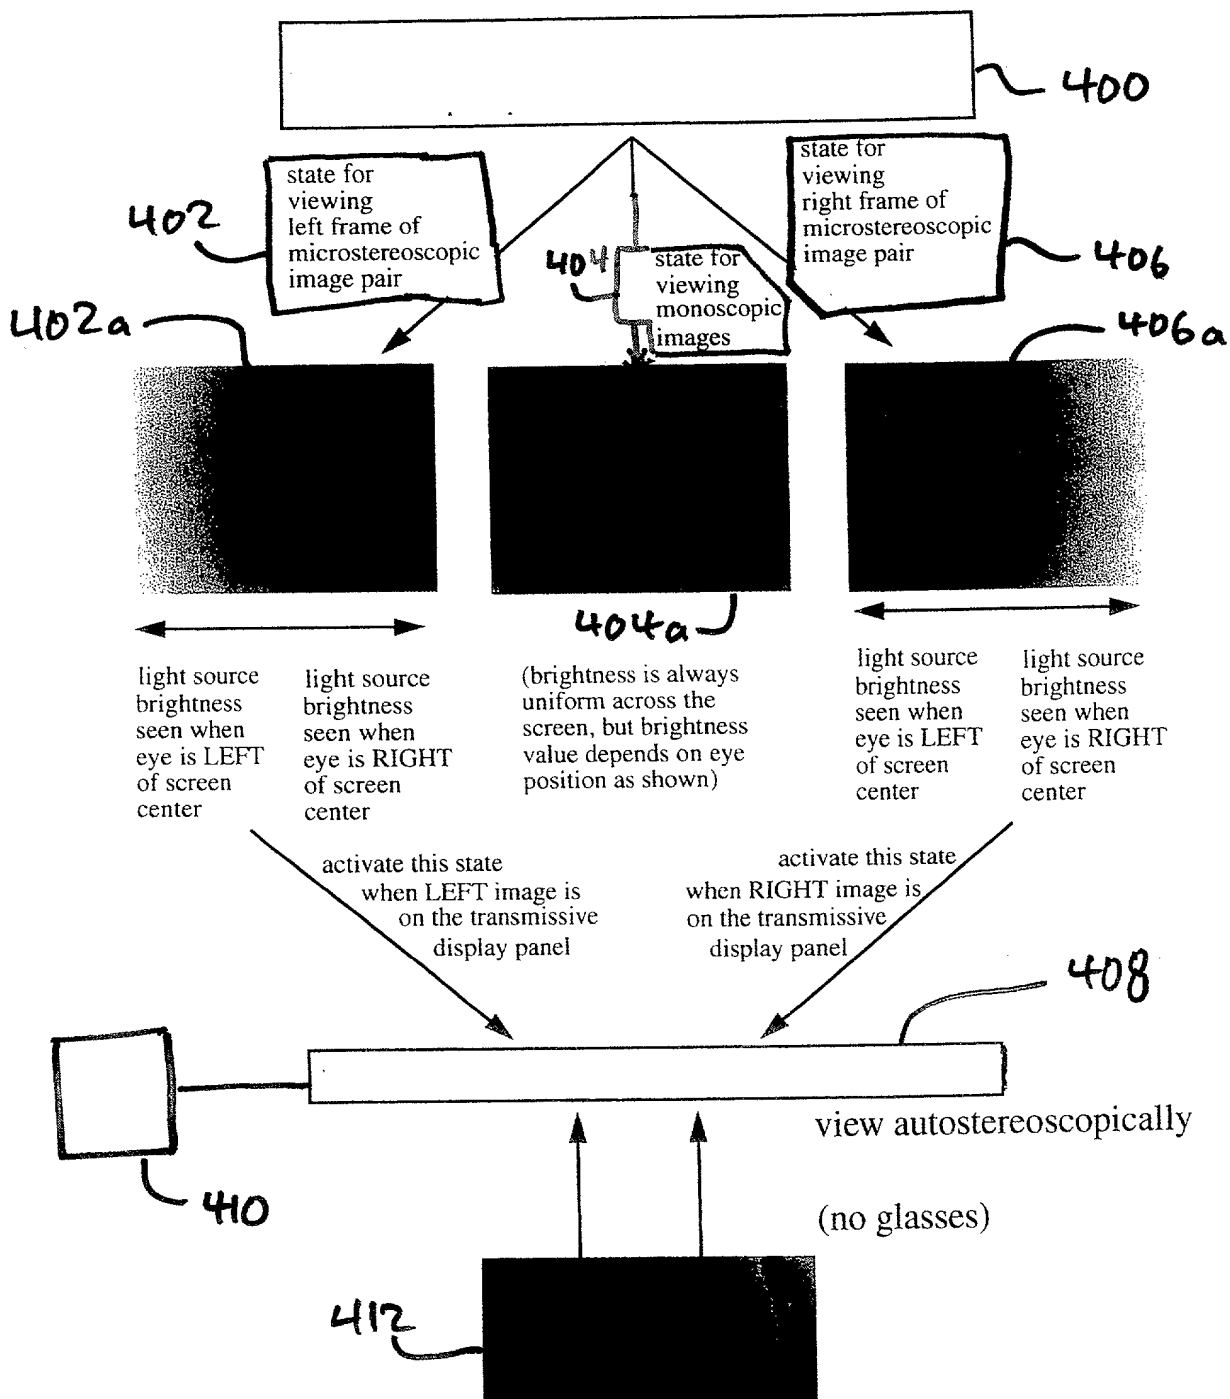 400
state for
viewing
left frame of
microstereoscopic
image pair
402
state for
viewing
monoscopic
images
404
state for
viewing
right frame of
microstereoscopic
image pair
406
402a
406a
404a
light source
brightness
seen when
eye is LEFT
of screen
center
light source
brightness
seen when
eye is RIGHT
of screen
center
(brightness is always
uniform across the
screen, but brightness
value depends on eye
position as shown)
light source
brightness
seen when
eye is LEFT
of screen
center
light source
brightness
seen when
eye is RIGHT
of screen
center
activate this state
when LEFT image is
on the transmissive
display panel
activate this state
when RIGHT image is
on the transmissive
display panel
408
410
view autostereoscopically
(no glasses)
412